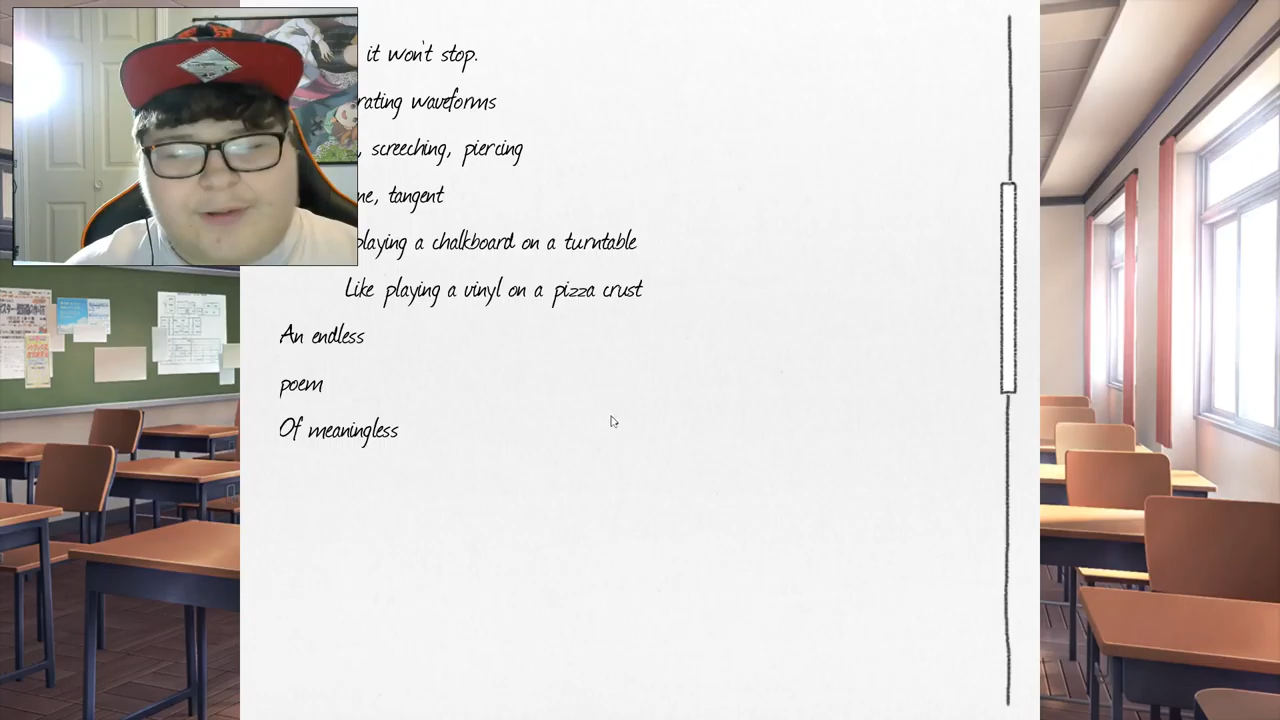 it won't stop.
rating waveforms
, screeching, piercing
ne, tangent
playing a chalkboard on a turntable
Like playing a vinyl on a pizza crust
An endless
poem
Of meaningless